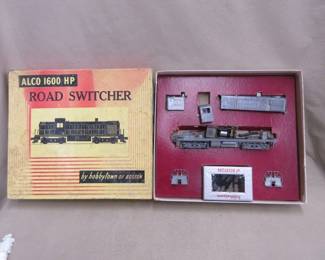 ALCO 1600 HP
ROAD SWITCHER
by hobbytown OF BOSTON